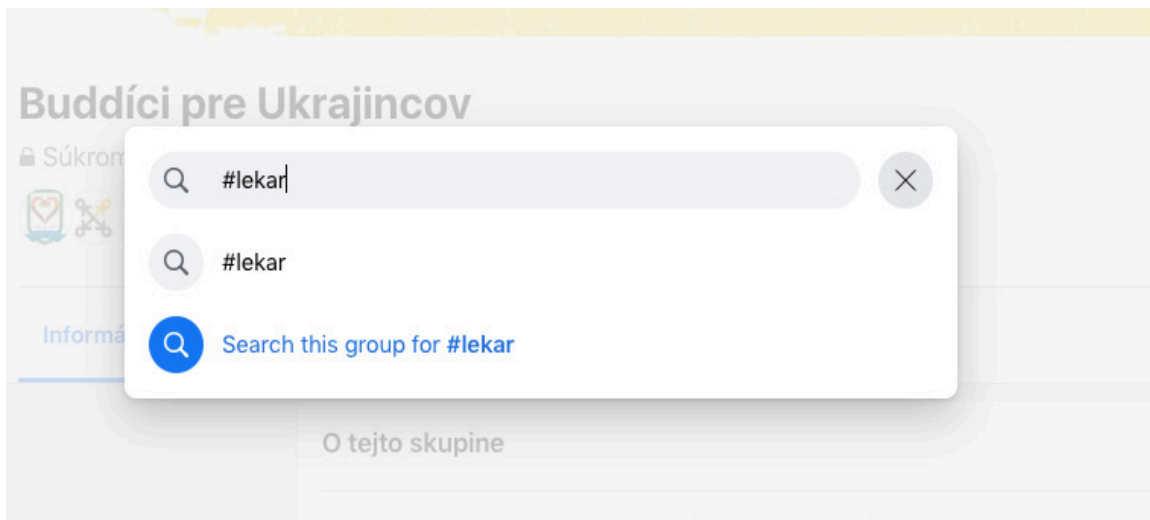 Buddíci pre Ukrajincov
Súkrom
#lekar
#lekar
Search this group for #lekar
Informá
O tejto skupine